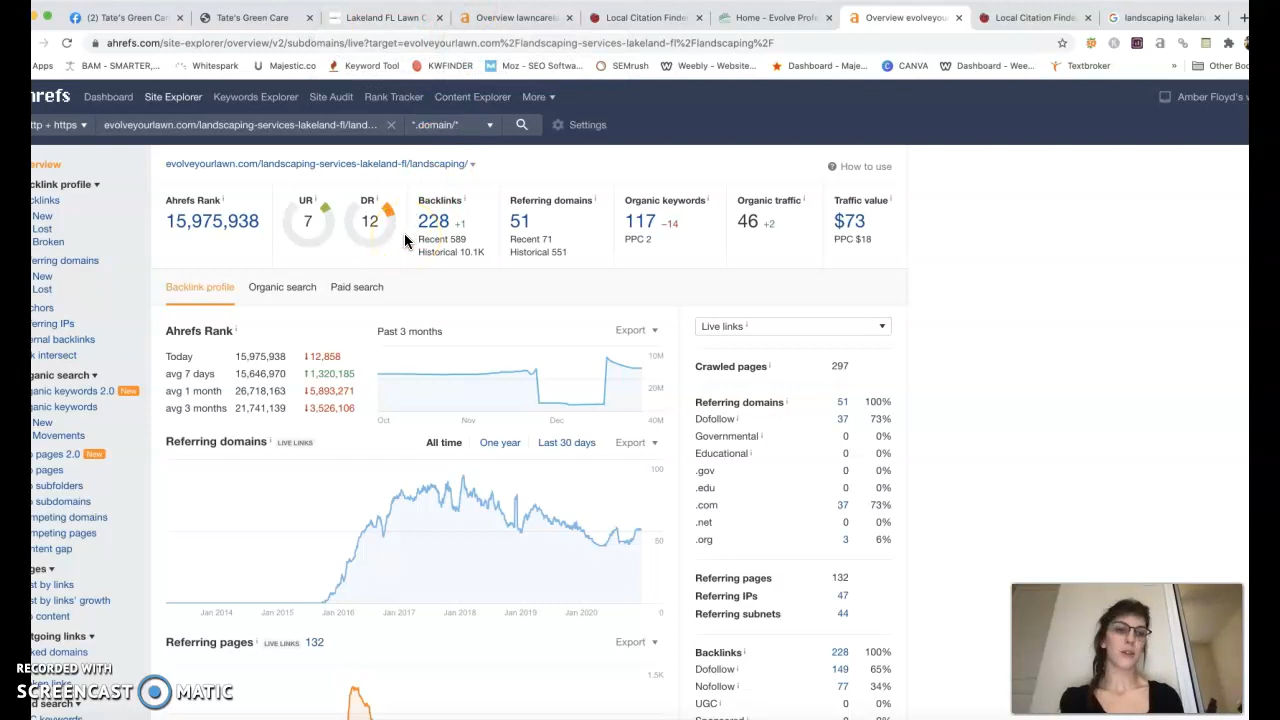 (2) Tate's Green Car
Tate's Green Care
Lakeland FL Lawn C
Overview lawncarel
Local Citation Finde
Home - Evolve Prof
Overview evolveyou
Local Citation Finde
landscaping lakelan
ahrefs.com/site-explorer/overview/v2/subdomains/live?target=evolveyourlawn.com%2Flandscaping-services-lakeland-fl%2Flandscaping%2F
Apps
BAM - SMARTER,...
Whitespark
Majestic.co
Keyword Tool
KWFINDER
Moz - SEO Softwa...
SEMrush
Weebly - Website...
Dashboard - Maje...
CANVA
Dashboard - Wee...
Textbroker
»
Other Boo
hrefs
Dashboard
Site Explorer
Keywords Explorer
Site Audit
Rank Tracker
Content Explorer
More
Amber Floyd's v
ttp + https
evolveyourlawn.com/landscaping-services-lakeland-fl/land...
*.domain/*
Settings
erview
cklink profile
cklinks
New
Lost
Broken
ferring domains
New
Lost
chors
ferring IPs
ernal backlinks
k intersect
ganic search
ganic keywords 2.0 New
ganic keywords
New
Movements
p pages 2.0 New
p pages
p subfolders
p subdomains
mpeting domains
mpeting pages
ntent gap
ges
st by links
st by links' growth
p content
tgoing links
ked domains
evolveyourlawn.com/landscaping-services-lakeland-fl/landscaping/
How to use
Ahrefs Rank
15,975,938
UR
7
DR
12
Backlinks
228 +1
Recent 589
Historical 10.1K
Referring domains
51
Recent 71
Historical 551
Organic keywords
117 −14
PPC 2
Organic traffic
46 +2
Traffic value
$73
PPC $18
Backlink profile
Organic search
Paid search
Ahrefs Rank
Past 3 months
Export
Today 15,975,938 ↓12,858
avg 7 days 15,646,970 ↑1,320,185
avg 1 month 26,718,163 ↓5,893,271
avg 3 months 21,741,139 ↓3,526,106
10M
20M
40M
Oct
Nov
Dec
Referring domains LIVE LINKS
All time
One year
Last 30 days
Export
100
50
0
Jan 2014
Jan 2015
Jan 2016
Jan 2017
Jan 2018
Jan 2019
Jan 2020
Referring pages LIVE LINKS 132
Export
1.5K
Live links
Crawled pages 297
Referring domains 51 100%
Dofollow 37 73%
Governmental 0 0%
Educational 0 0%
.gov 0 0%
.edu 0 0%
.com 37 73%
.net 0 0%
.org 3 6%
Referring pages 132
Referring IPs 47
Referring subnets 44
Backlinks 228 100%
Dofollow 149 65%
Nofollow 77 34%
UGC 0 0%
RECORDED WITH
SCREENCAST MATIC